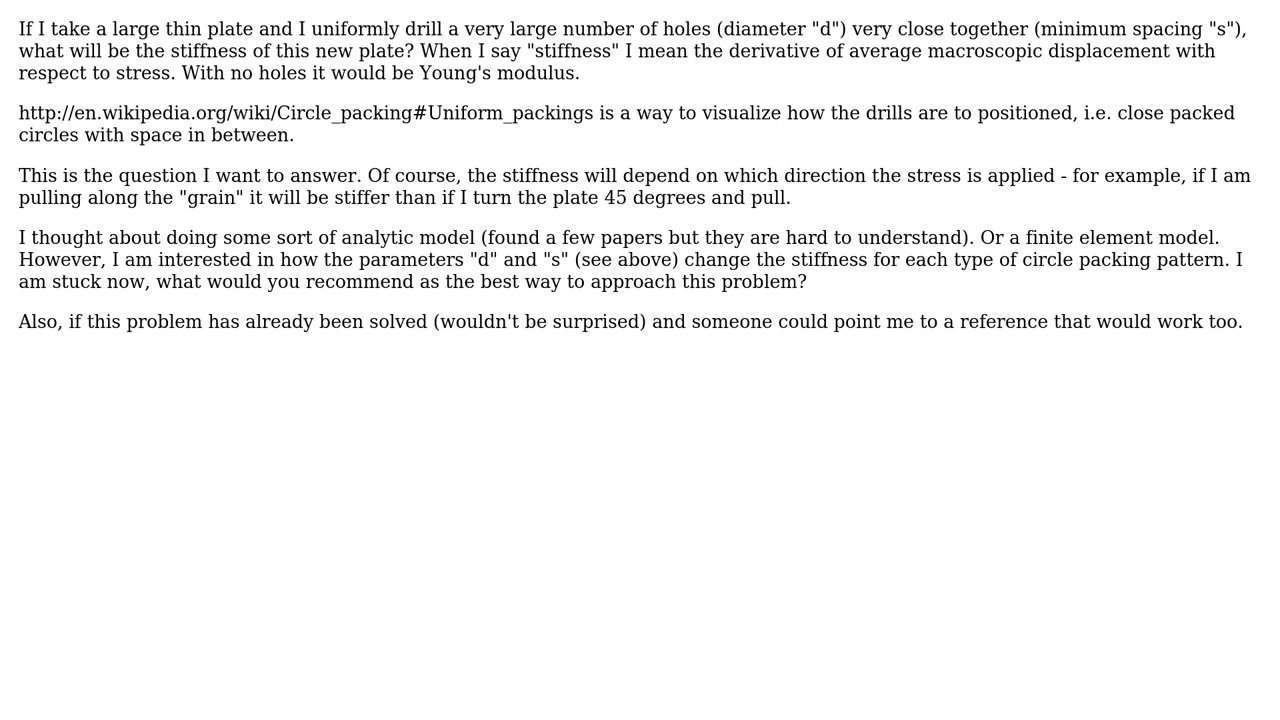 If I take a large thin plate and I uniformly drill a very large number of holes (diameter "d") very close together (minimum spacing "s"),
what will be the stiffness of this new plate? When I say "stiffness" I mean the derivative of average macroscopic displacement with
respect to stress. With no holes it would be Young's modulus.
http://en.wikipedia.org/wiki/Circle_packing#Uniform_packings is a way to visualize how the drills are to positioned, i.e. close packed
circles with space in between.
This is the question I want to answer. Of course, the stiffness will depend on which direction the stress is applied - for example, if I am
pulling along the "grain" it will be stiffer than if I turn the plate 45 degrees and pull.
I thought about doing some sort of analytic model (found a few papers but they are hard to understand). Or a finite element model.
However, I am interested in how the parameters "d" and "s" (see above) change the stiffness for each type of circle packing pattern. I
am stuck now, what would you recommend as the best way to approach this problem?
Also, if this problem has already been solved (wouldn't be surprised) and someone could point me to a reference that would work too.